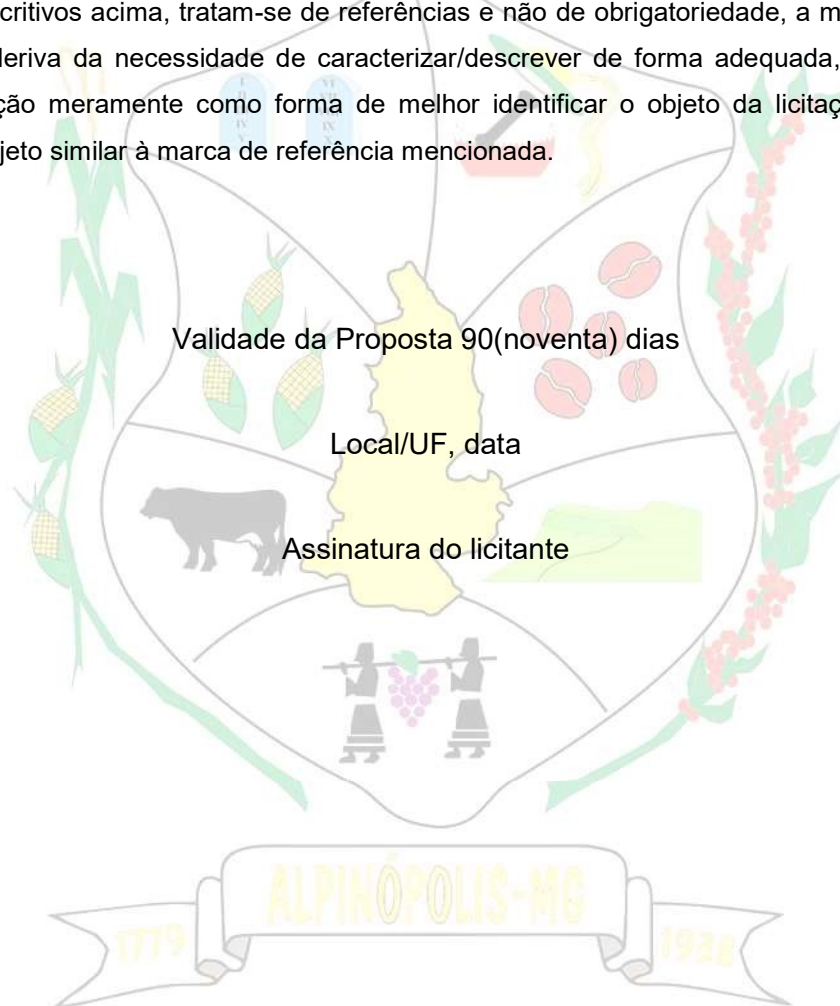 critivos acima, tratam-se de referências e não de obrigatoriedade, a m
deriva da necessidade de caracterizar/descrever de forma adequada,
ção meramente como forma de melhor identificar o objeto da licitaç
jeto similar à marca de referência mencionada.
Validade da Proposta 90(noventa) dias
Local/UF, data
Assinatura do licitante
ALPINÓPOLIS-MG
1779
1938